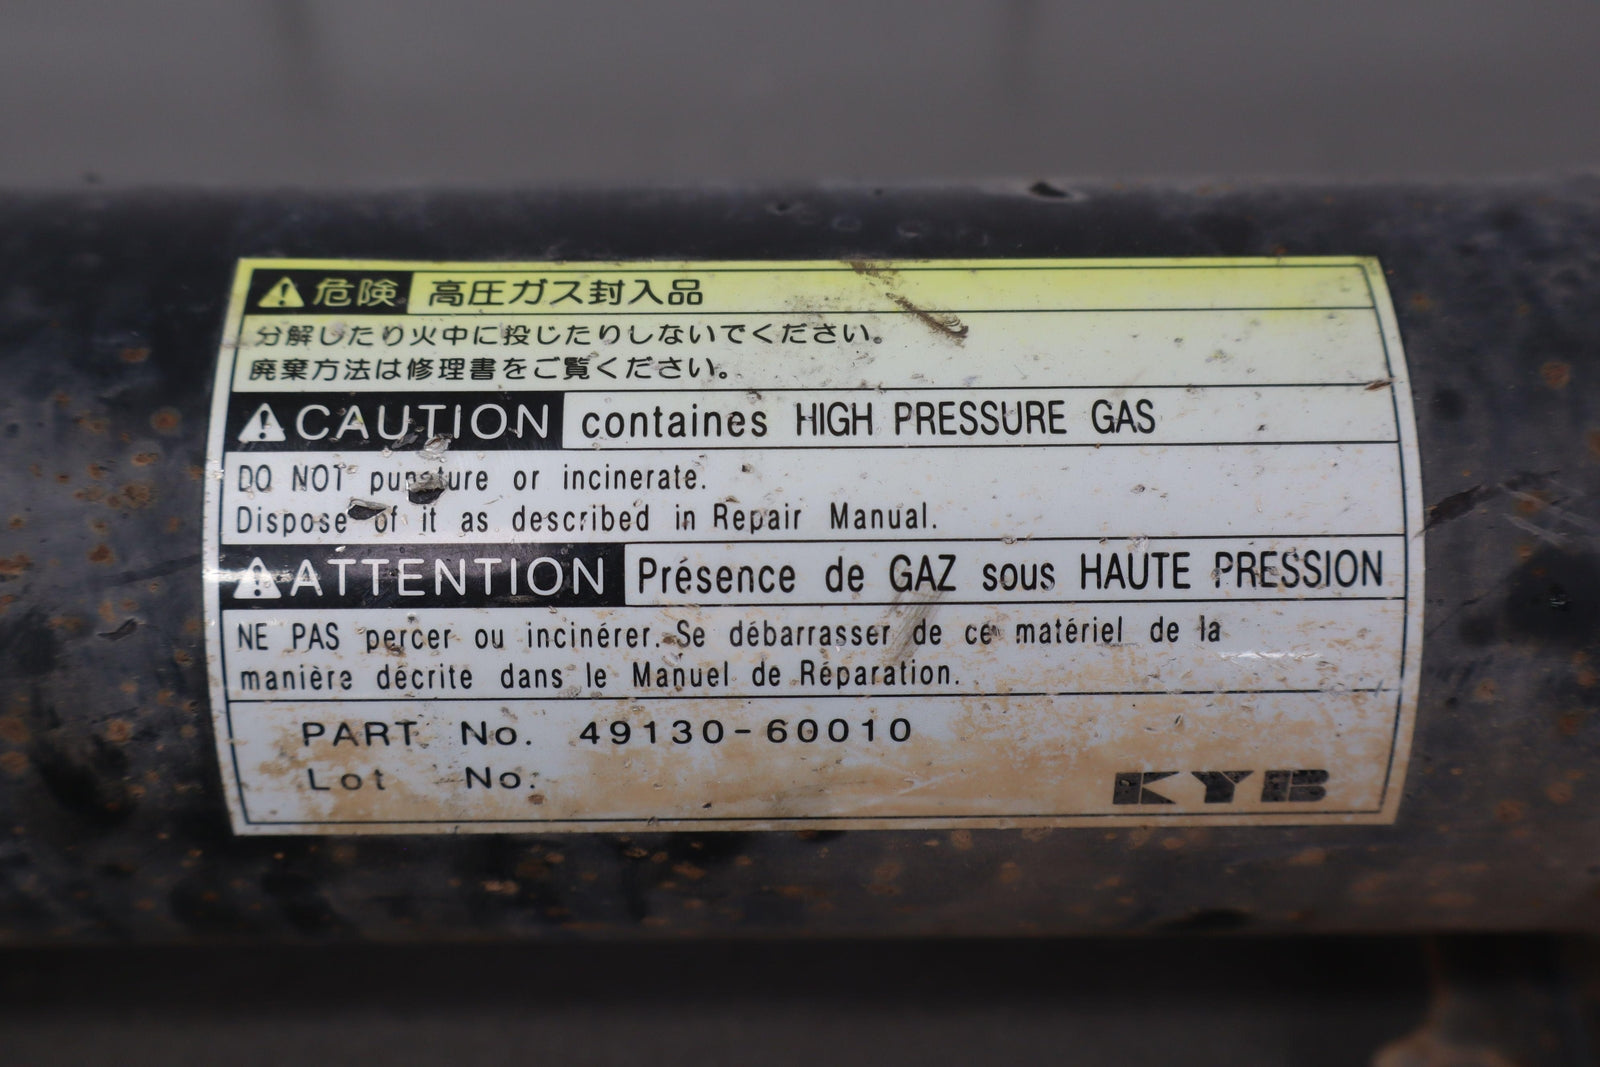 ⚠危険 高圧ガス封入品
分解したり火中に投じたりしないでください。
廃棄方法は修理書をご覧ください。
⚠CAUTION containes HIGH PRESSURE GAS
DO NOT puncture or incinerate.
Dispose of it as described in Repair Manual.
⚠ATTENTION Présence de GAZ sous HAUTE PRESSION
NE PAS percer ou incinérer. Se débarrasser de ce matériel de la
manière décrite dans le Manuel de Réparation.
PART No. 49130-60010
Lot No.
KYB